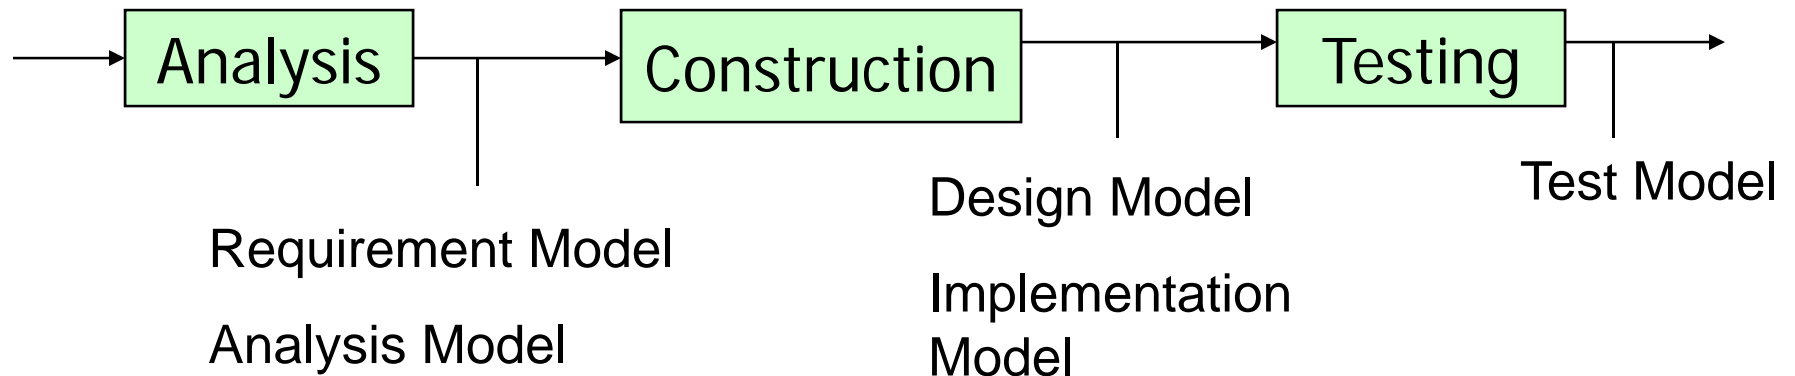 Analysis
Construction
Testing
Requirement Model
Analysis Model
Design Model
Implementation
Model
Test Model